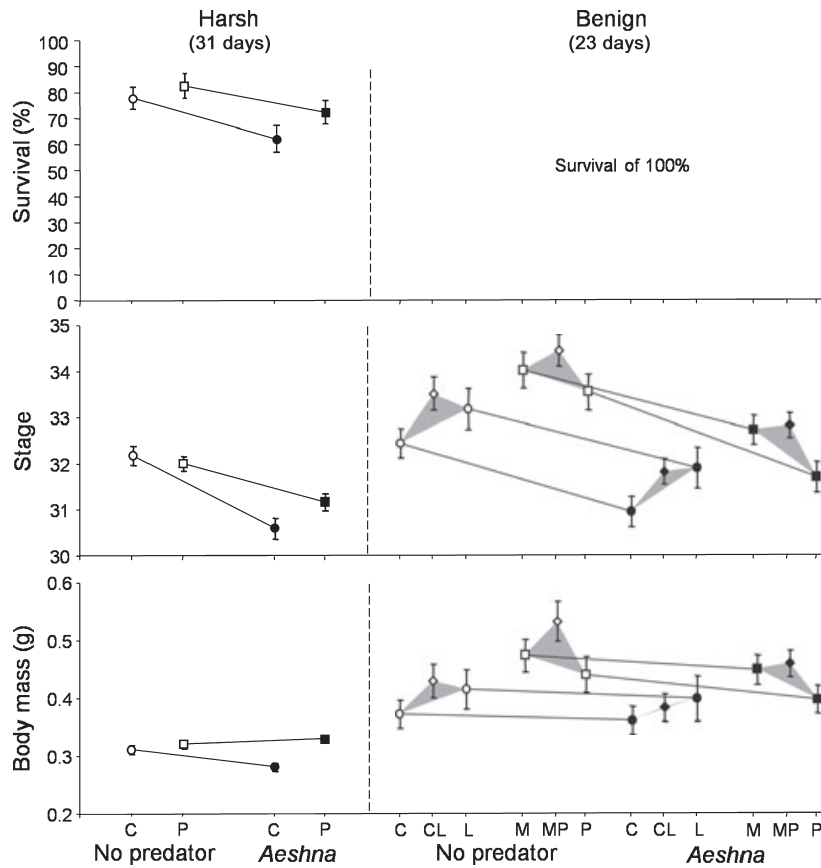 Harsh
(31 days)
Benign
(23 days)
Survival (%)
100
90
80
70
60
50
40
30
20
10
0
Survival of 100%
Stage
35
34
33
32
31
30
Body mass (g)
0.6
0.5
0.4
0.3
0.2
C P C P C CL L M MP P C CL L M MP P
No predator Aeshna No predator Aeshna